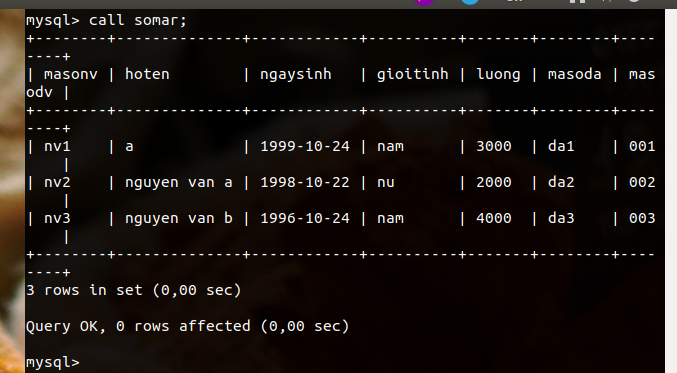 mysql> call somar;
+--------+--------------+------------+----------+-------+--------+----
----+
| masonv | hoten        | ngaysinh   | gioitinh | luong | masoda | mas
odv |
+--------+--------------+------------+----------+-------+--------+----
----+
| nv1    | a            | 1999-10-24 | nam      | 3000  | da1    | 001
    |
| nv2    | nguyen van a | 1998-10-22 | nu       | 2000  | da2    | 002
    |
| nv3    | nguyen van b | 1996-10-24 | nam      | 4000  | da3    | 003
    |
+--------+--------------+------------+----------+-------+--------+----
----+
3 rows in set (0,00 sec)

Query OK, 0 rows affected (0,00 sec)

mysql>